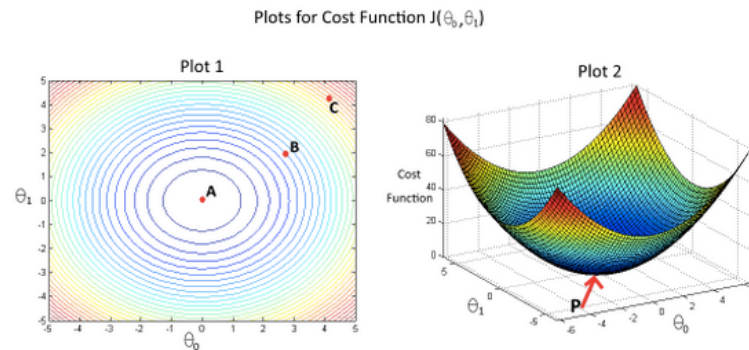 Plots for Cost Function J(θ₀,θ₁)
Plot 1
5
4
3
2
1
0
-1
-2
-3
-4
-5
θ₁
A
B
C
-5 -4 -3 -2 -1 0 1 2 3 4 5
θ₀
Plot 2
80
60
40
20
0
Cost
Function
5
0
-5
θ₁
P
-6 -4 -2 0 2 4
θ₀